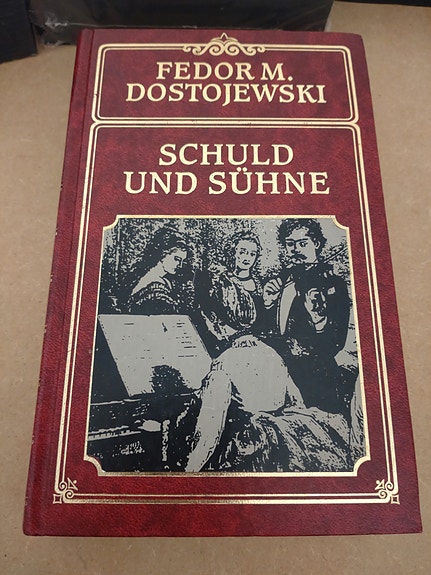 FEDOR M.
DOSTOJEWSKI
SCHULD
UND SÜHNE